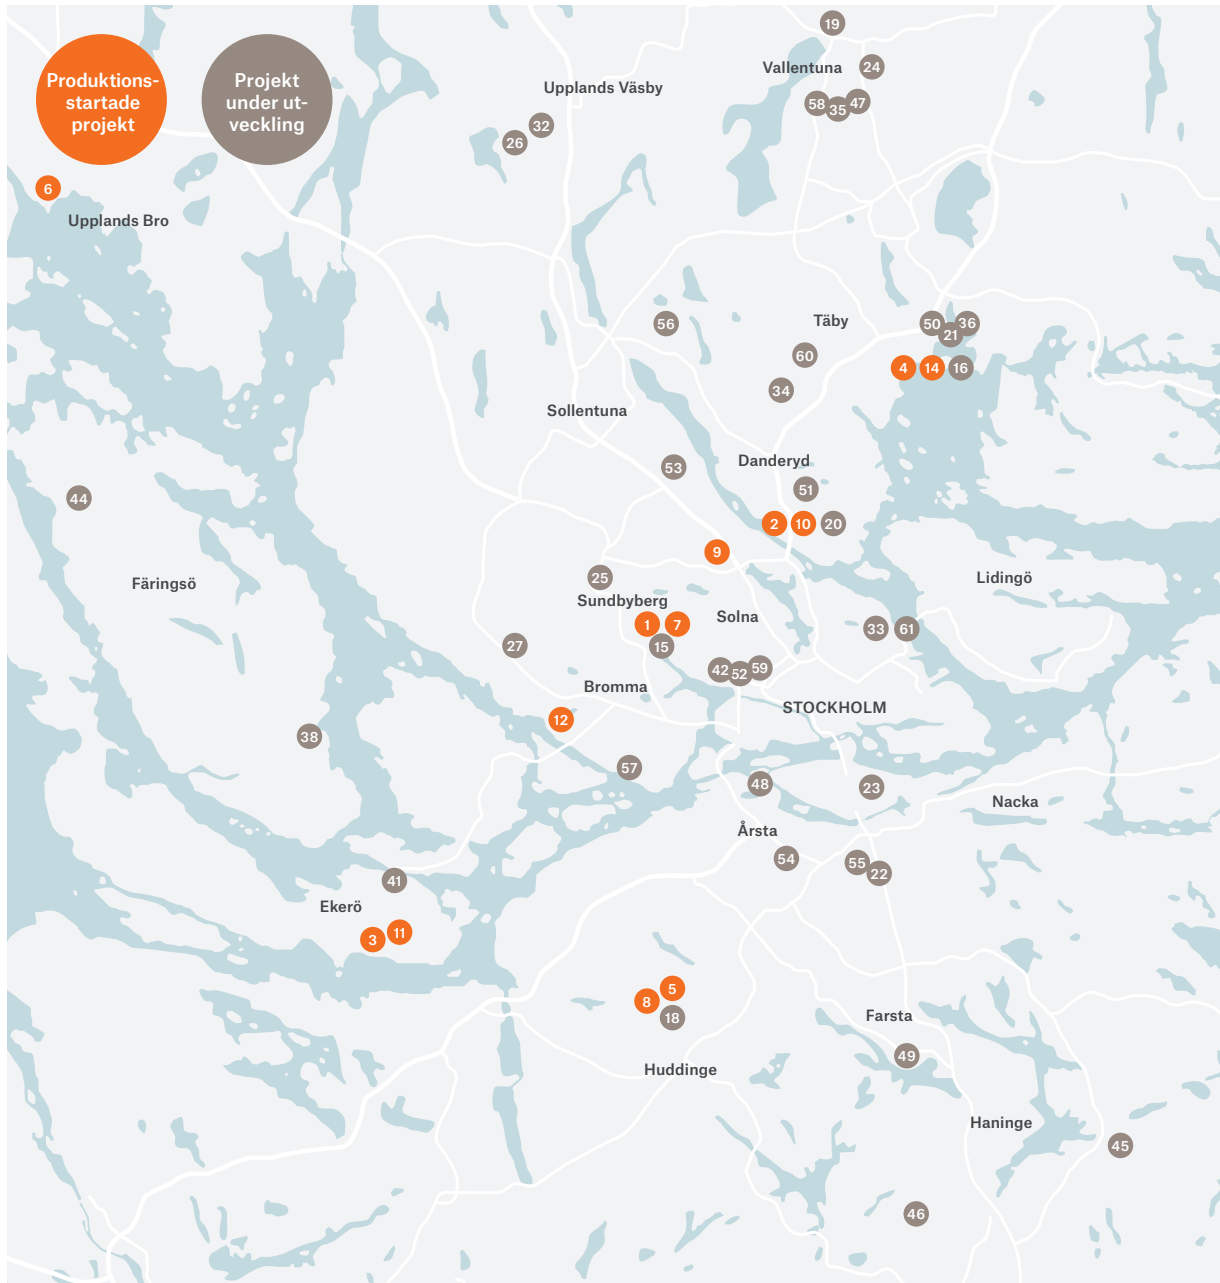 19
Vallentuna
24
Produktions-
startade
projekt
Projekt
under ut-
veckling
Upplands Väsby
58
35
47
32
26
6
Upplands Bro
56
Täby
50
36
21
60
4
14
16
34
Sollentuna
Danderyd
53
51
44
2
10
20
9
Färingsö
25
Lidingö
Sundbyberg
Solna
1
7
33
61
27
15
42
52
59
Bromma
STOCKHOLM
12
38
57
48
23
Nacka
Årsta
54
55
22
41
Ekerö
3
11
5
8
18
Farsta
49
Huddinge
Haninge
45
46